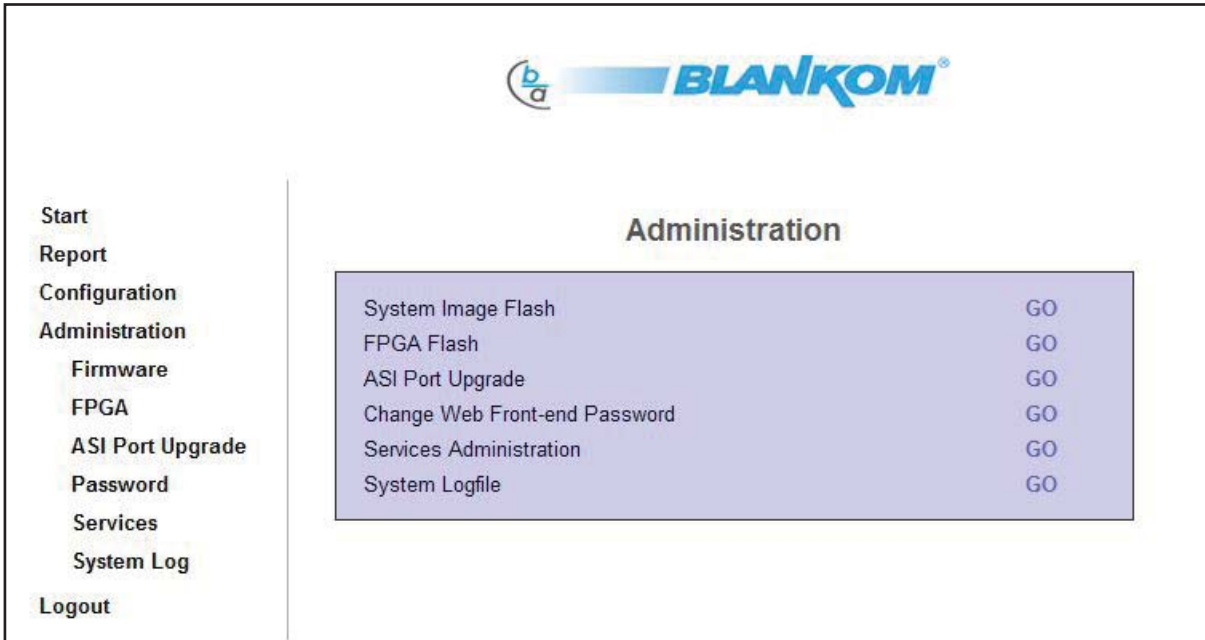 b
a
BLANKOM®
Start
Report
Configuration
Administration
Firmware
FPGA
ASI Port Upgrade
Password
Services
System Log
Logout
Administration
System Image Flash GO
FPGA Flash GO
ASI Port Upgrade GO
Change Web Front-end Password GO
Services Administration GO
System Logfile GO